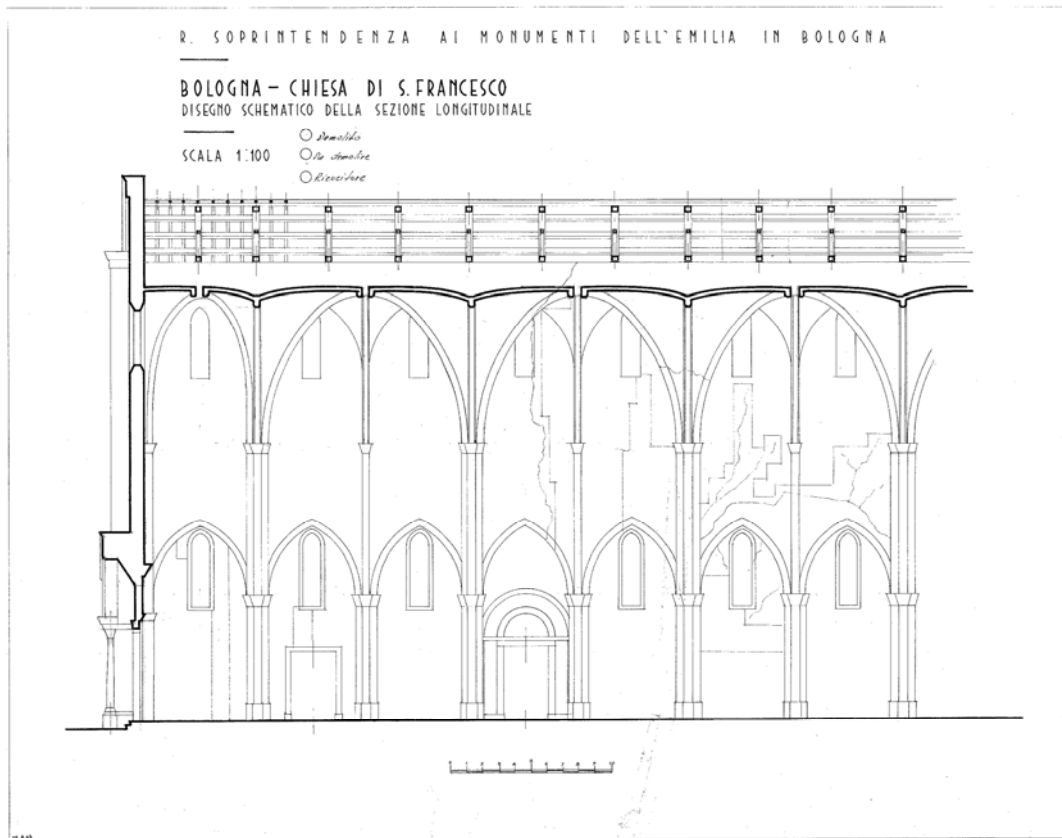 R. SOPRINTENDENZA AI MONUMENTI DELL'EMILIA IN BOLOGNA
BOLOGNA – CHIESA DI S. FRANCESCO
DISEGNO SCHEMATICO DELLA SEZIONE LONGITUDINALE
SCALA 1:100
Demolito
Da demolire